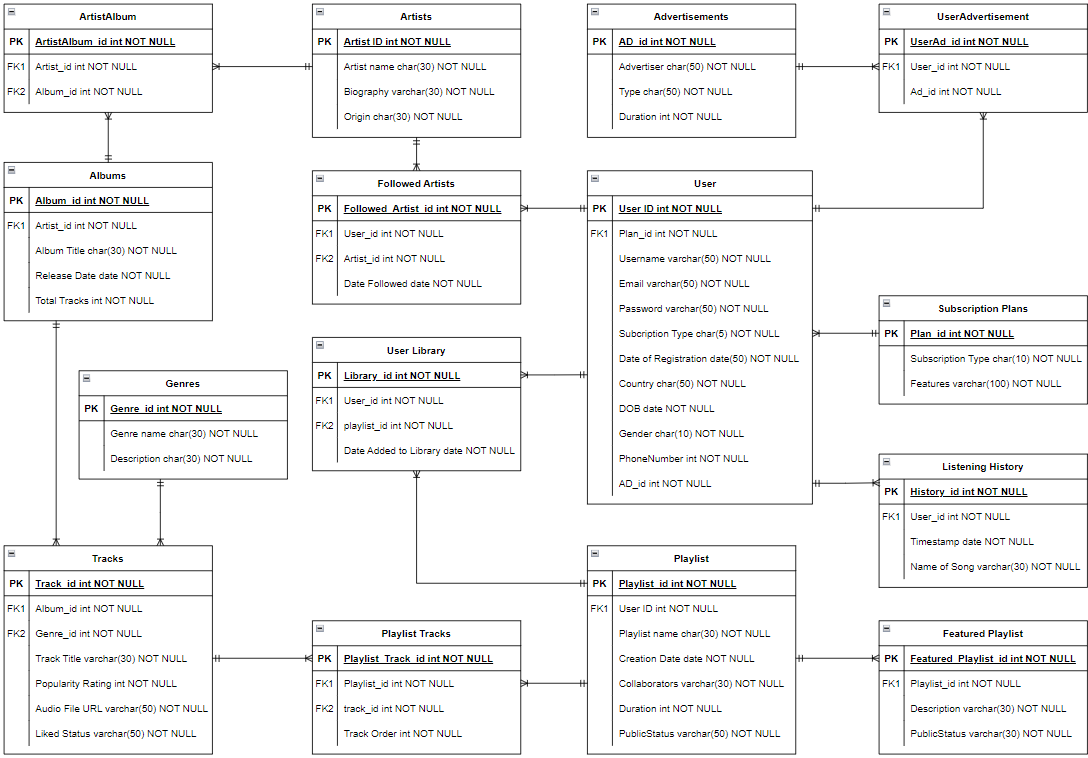 ArtistAlbum
PK ArtistAlbum_id int NOT NULL
FK1 Artist_id int NOT NULL
FK2 Album_id int NOT NULL
Artists
PK Artist ID int NOT NULL
Artist name char(30) NOT NULL
Biography varchar(30) NOT NULL
Origin char(30) NOT NULL
Advertisements
PK AD_id int NOT NULL
Advertiser char(50) NOT NULL
Type char(50) NOT NULL
Duration int NOT NULL
UserAdvertisement
PK UserAd_id int NOT NULL
FK1 User_id int NOT NULL
Ad_id int NOT NULL
Albums
PK Album_id int NOT NULL
FK1 Artist_id int NOT NULL
Album Title char(30) NOT NULL
Release Date date NOT NULL
Total Tracks int NOT NULL
Followed Artists
PK Followed_Artist_id int NOT NULL
FK1 User_id int NOT NULL
FK2 Artist_id int NOT NULL
Date Followed date NOT NULL
User
PK User ID int NOT NULL
FK1 Plan_id int NOT NULL
Username varchar(50) NOT NULL
Email varchar(50) NOT NULL
Password varchar(50) NOT NULL
Subcription Type char(5) NOT NULL
Date of Registration date(50) NOT NULL
Country char(50) NOT NULL
DOB date NOT NULL
Gender char(10) NOT NULL
PhoneNumber int NOT NULL
AD_id int NOT NULL
Subscription Plans
PK Plan_id int NOT NULL
Subscription Type char(10) NOT NULL
Features varchar(100) NOT NULL
User Library
PK Library_id int NOT NULL
FK1 User_id int NOT NULL
FK2 playlist_id int NOT NULL
Date Added to Library date NOT NULL
Genres
PK Genre_id int NOT NULL
Genre name char(30) NOT NULL
Description char(30) NOT NULL
Listening History
PK History_id int NOT NULL
FK1 User_id int NOT NULL
Timestamp date NOT NULL
Name of Song varchar(30) NOT NULL
Tracks
PK Track_id int NOT NULL
FK1 Album_id int NOT NULL
FK2 Genre_id int NOT NULL
Track Title varchar(30) NOT NULL
Popularity Rating int NOT NULL
Audio File URL varchar(50) NOT NULL
Liked Status varchar(50) NOT NULL
Playlist Tracks
PK Playlist_Track_id int NOT NULL
FK1 Playlist_id int NOT NULL
FK2 track_id int NOT NULL
Track Order int NOT NULL
Playlist
PK Playlist_id int NOT NULL
FK1 User ID int NOT NULL
Playlist name char(30) NOT NULL
Creation Date date NOT NULL
Collaborators varchar(30) NOT NULL
Duration int NOT NULL
PublicStatus varchar(50) NOT NULL
Featured Playlist
PK Featured_Playlist_id int NOT NULL
FK1 Playlist_id int NOT NULL
Description varchar(30) NOT NULL
PublicStatus varchar(30) NOT NULL